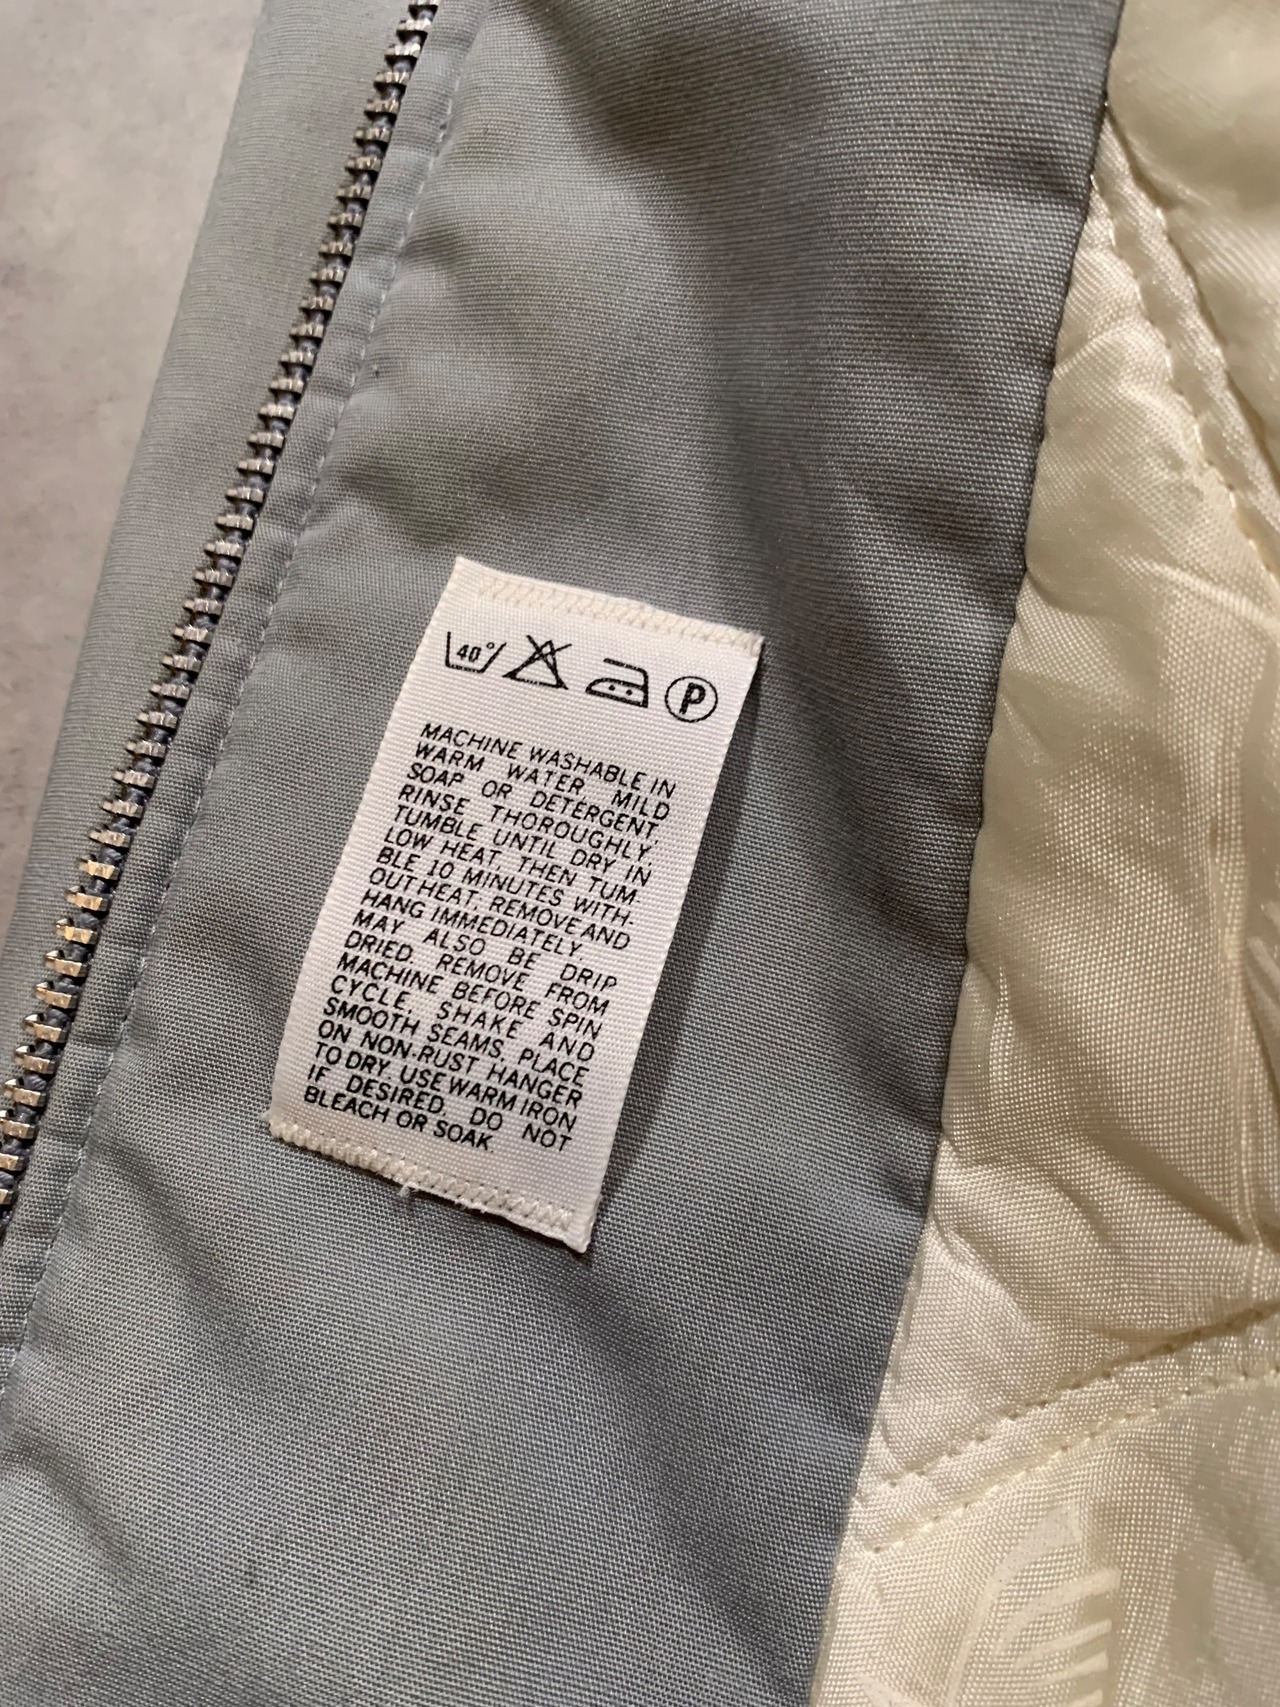 40°
P
MACHINE WASHABLE IN
WARM WATER MILD
SOAP OR DETERGENT,
RINSE THOROUGHLY.
TUMBLE UNTIL DRY IN
LOW HEAT, THEN TUM
BLE 10 MINUTES WITH-
OUT HEAT. REMOVE AND
HANG IMMEDIATELY.
MAY ALSO BE DRIP
DRIED. REMOVE FROM
MACHINE BEFORE SPIN
CYCLE, SHAKE AND
SMOOTH SEAMS, PLACE
ON NON-RUST HANGER
TO DRY USE WARM IRON
IF DESIRED. DO NOT
BLEACH OR SOAK.